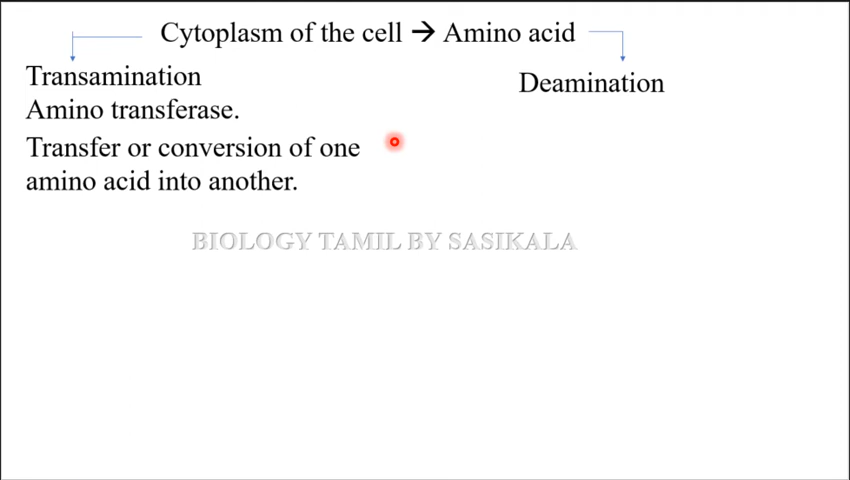 Cytoplasm of the cell → Amino acid
Transamination
Deamination
Amino transferase.
Transfer or conversion of one
amino acid into another.
BIOLOGY TAMIL BY SASIKALA